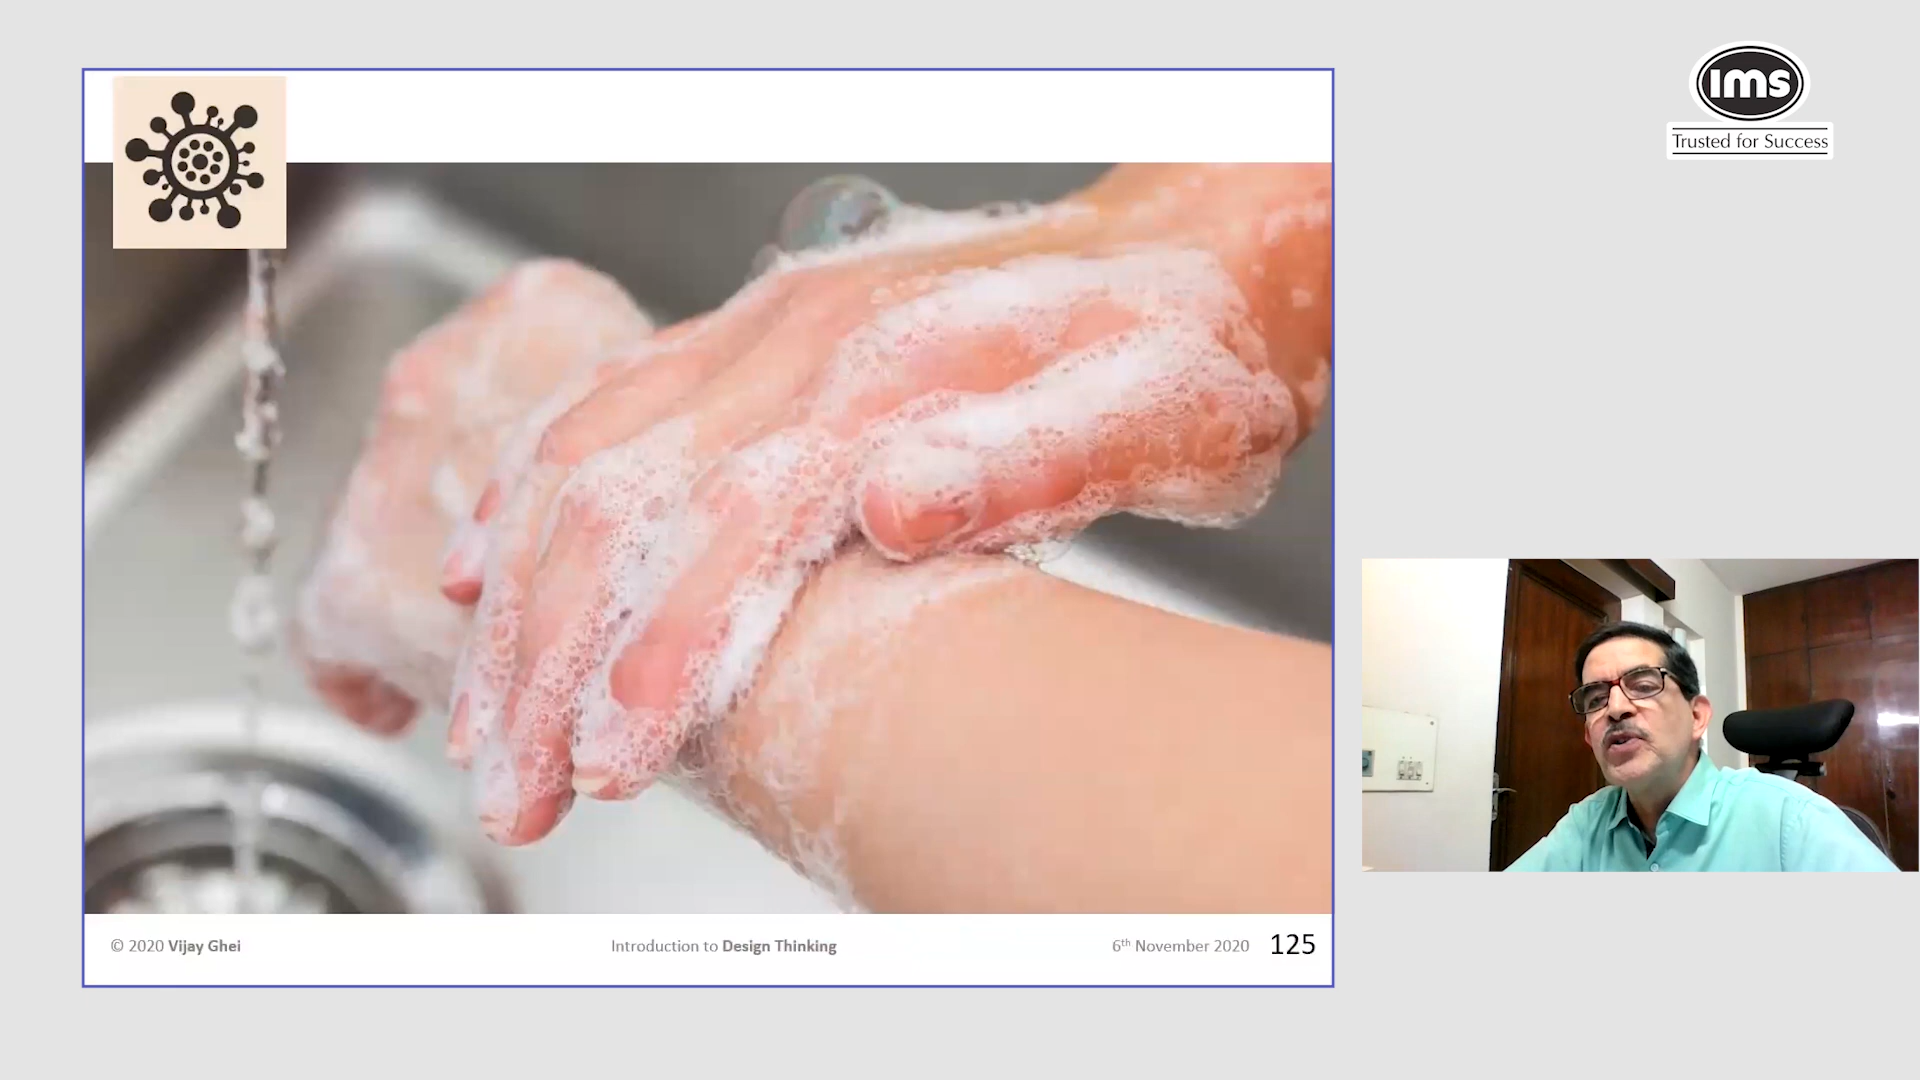 ims
Trusted for Success
© 2020 Vijay Ghei
Introduction to Design Thinking
6th November 2020
125